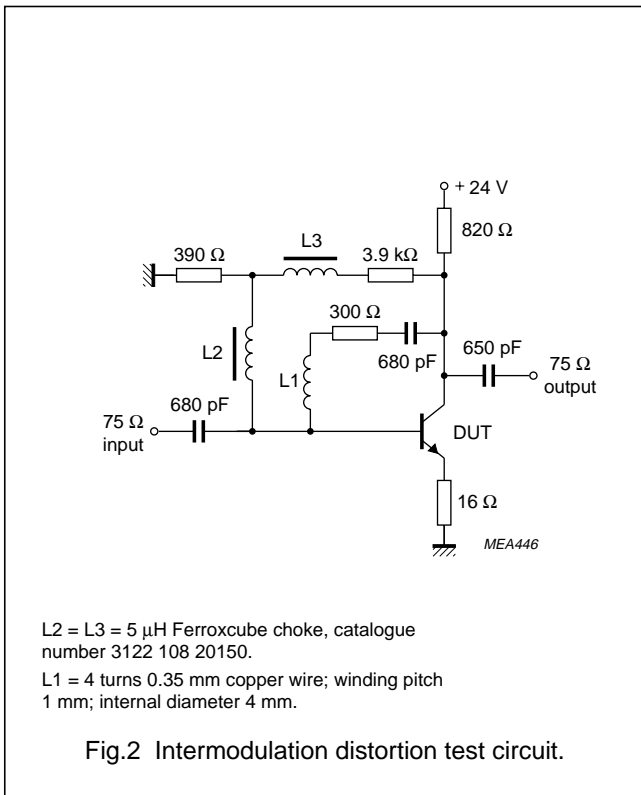 + 24 V
820 Ω
L3
390 Ω
3.9 kΩ
300 Ω
L2
680 pF
650 pF
75 Ω
output
L1
680 pF
75 Ω
input
DUT
16 Ω
MEA446
L2 = L3 = 5 μH Ferroxcube choke, catalogue
number 3122 108 20150.
L1 = 4 turns 0.35 mm copper wire; winding pitch
1 mm; internal diameter 4 mm.
Fig.2 Intermodulation distortion test circuit.